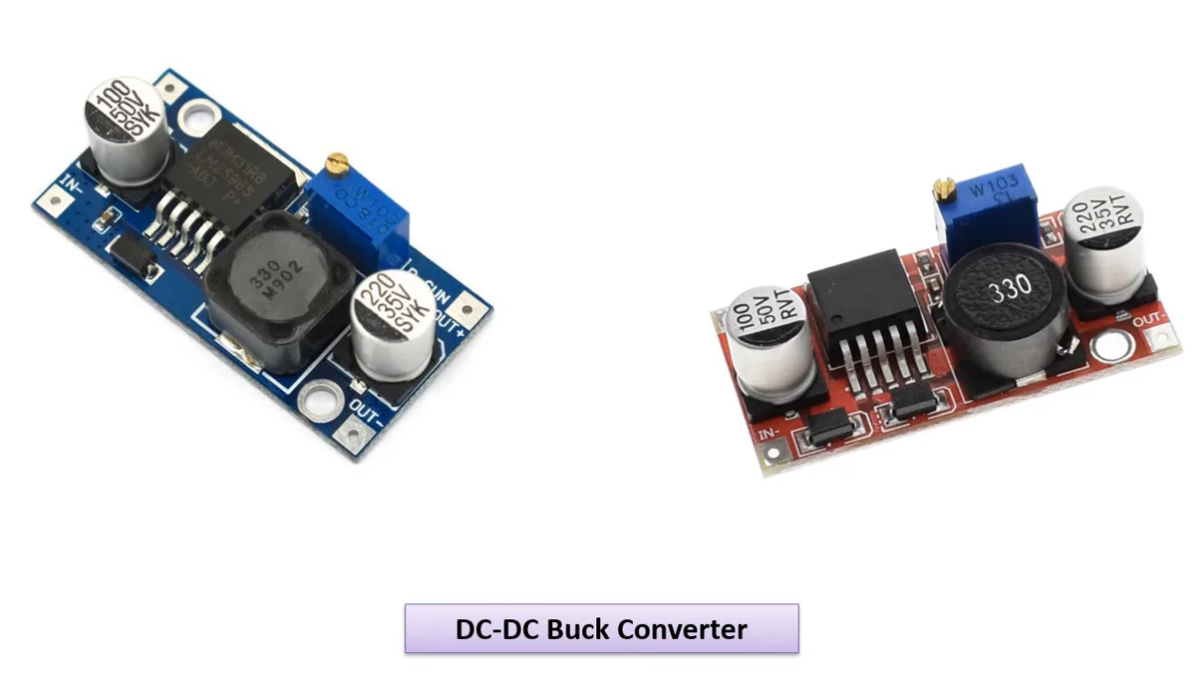 100
50V
SYK
LM2596S
-ADJ P+
IN-
W103
330
M902
220
35V
SYK
OUT+
OUT-
100
50V
RVT
IN-
W103
330
220
35V
RVT
OUT-
DC-DC Buck Converter